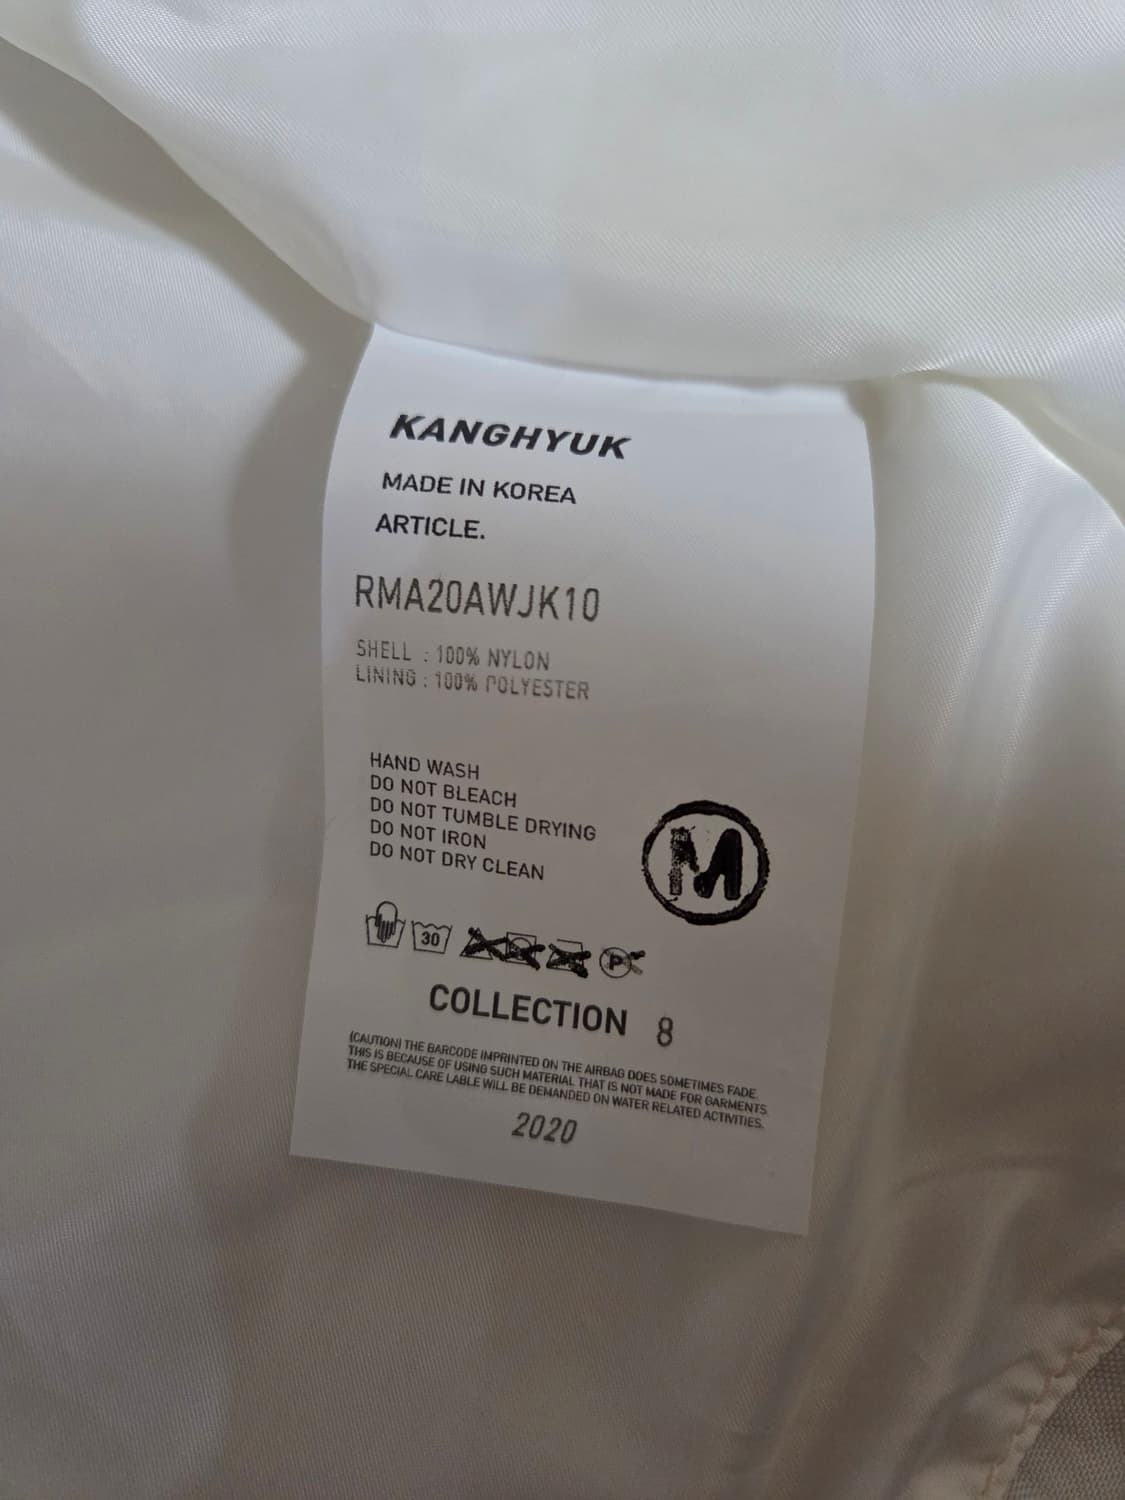 KANGHYUK
MADE IN KOREA
ARTICLE.
RMA20AWJK10
SHELL : 100% NYLON
LINING : 100% POLYESTER
HAND WASH
DO NOT BLEACH
DO NOT TUMBLE DRYING
DO NOT IRON
DO NOT DRY CLEAN
M
30
P
COLLECTION 8
(CAUTION) THE BARCODE IMPRINTED ON THE AIRBAG DOES SOMETIMES FADE.
THIS IS BECAUSE OF USING SUCH MATERIAL THAT IS NOT MADE FOR GARMENTS
THE SPECIAL CARE LABLE WILL BE DEMANDED ON WATER RELATED ACTIVITIES.
2020